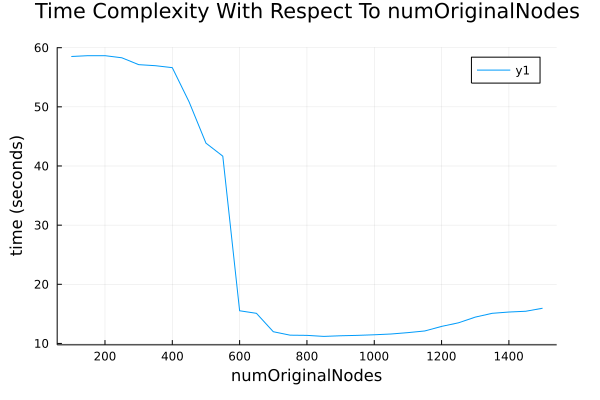 Time Complexity With Respect To numOriginalNodes
60
50
40
30
20
10
time (seconds)
y1
200 400 600 800 1000 1200 1400
numOriginalNodes